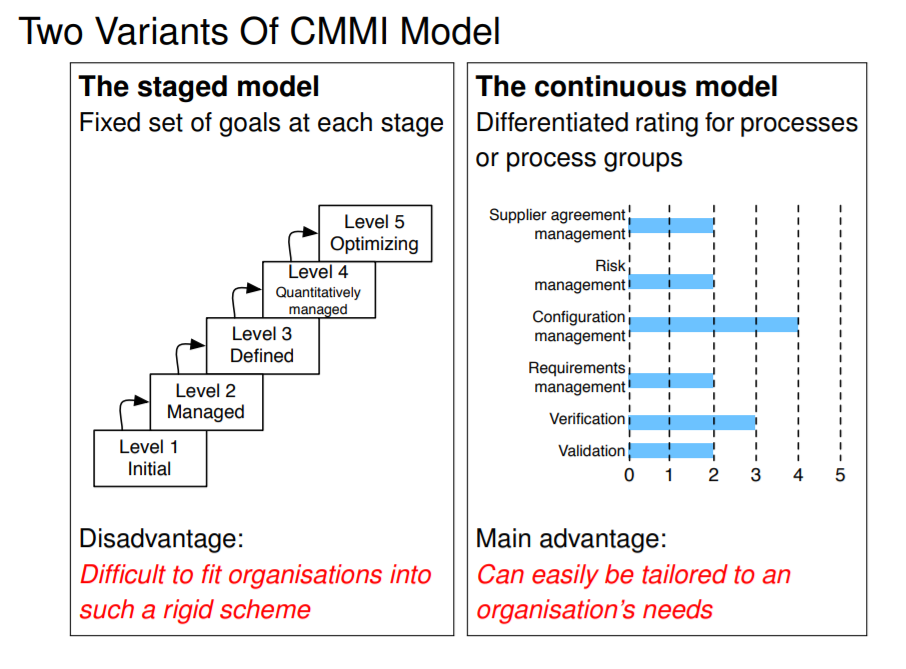 Two Variants Of CMMI Model
The staged model
Fixed set of goals at each stage
Level 5
Optimizing
Level 4
Quantitatively
managed
Level 3
Defined
Level 2
Managed
Level 1
Initial
Disadvantage:
Difficult to fit organisations into
such a rigid scheme
The continuous model
Differentiated rating for processes
or process groups
Supplier agreement
management
Risk
management
Configuration
management
Requirements
management
Verification
Validation
0 1 2 3 4 5
Main advantage:
Can easily be tailored to an
organisation's needs